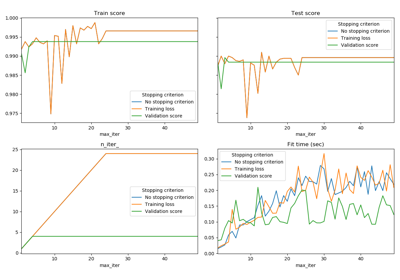 Train score
1.000
0.995
0.990
0.985
0.980
0.975
Stopping criterion
No stopping criterion
Training loss
Validation score
10
20
30
40
max_iter
Test score
Stopping criterion
No stopping criterion
Training loss
Validation score
10
20
30
40
max_iter
n_iter_
25
20
15
10
5
0
Stopping criterion
No stopping criterion
Training loss
Validation score
10
20
30
40
max_iter
Fit time (sec)
0.30
0.25
0.20
0.15
0.10
0.05
0.00
Stopping criterion
No stopping criterion
Training loss
Validation score
10
20
30
40
max_iter